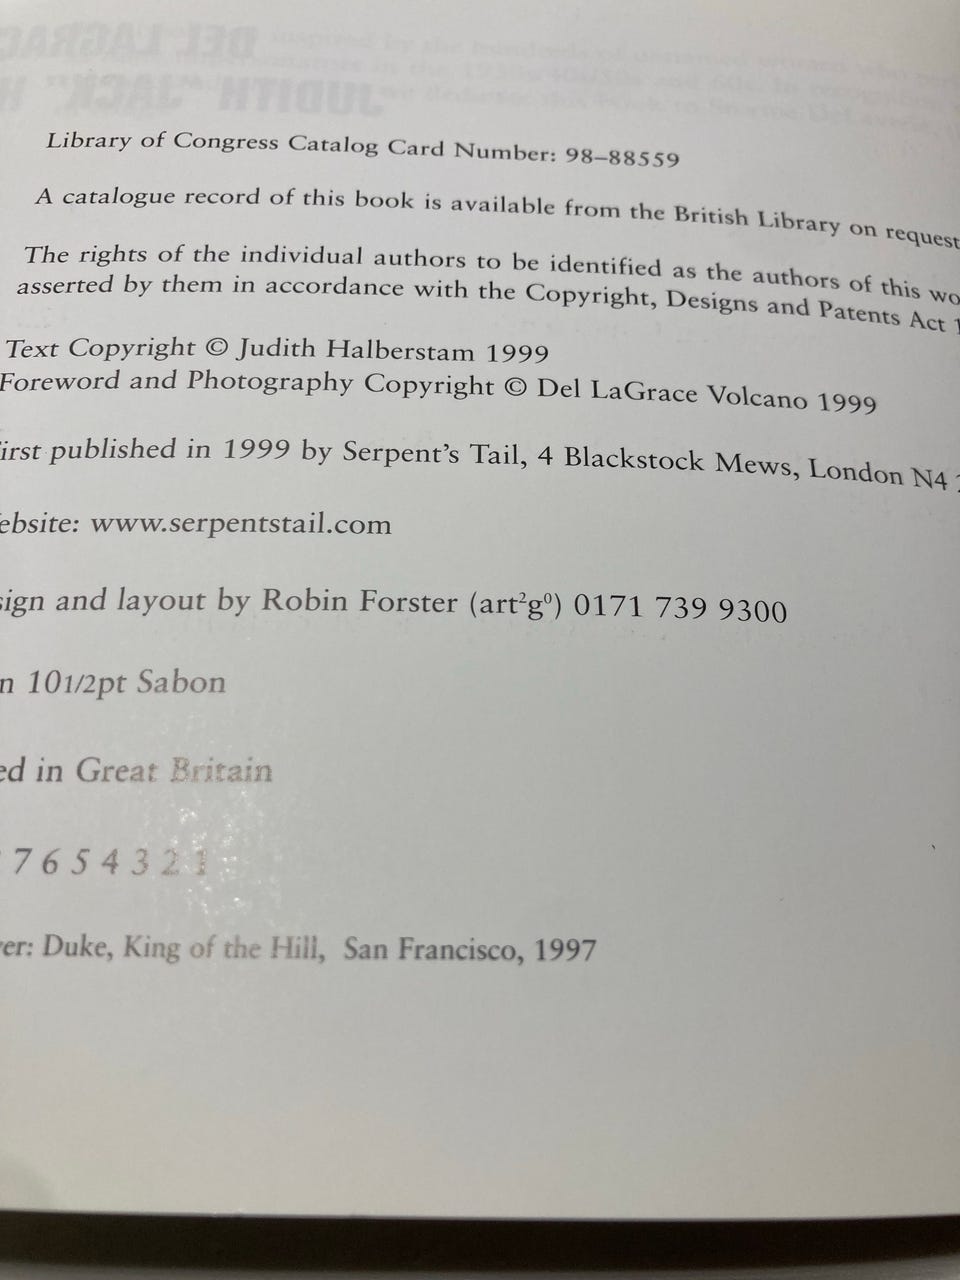 Library of Congress Catalog Card Number: 98–88559
A catalogue record of this book is available from the British Library on request
The rights of the individual authors to be identified as the authors of this wo
asserted by them in accordance with the Copyright, Designs and Patents Act 1
Text Copyright © Judith Halberstam 1999
Foreword and Photography Copyright © Del LaGrace Volcano 1999
irst published in 1999 by Serpent's Tail, 4 Blackstock Mews, London N4
ebsite: www.serpentstail.com
sign and layout by Robin Forster (art²g⁰) 0171 739 9300
n 101/2pt Sabon
ed in Great Britain
7 6 5 4 3 2 1
er: Duke, King of the Hill, San Francisco, 1997